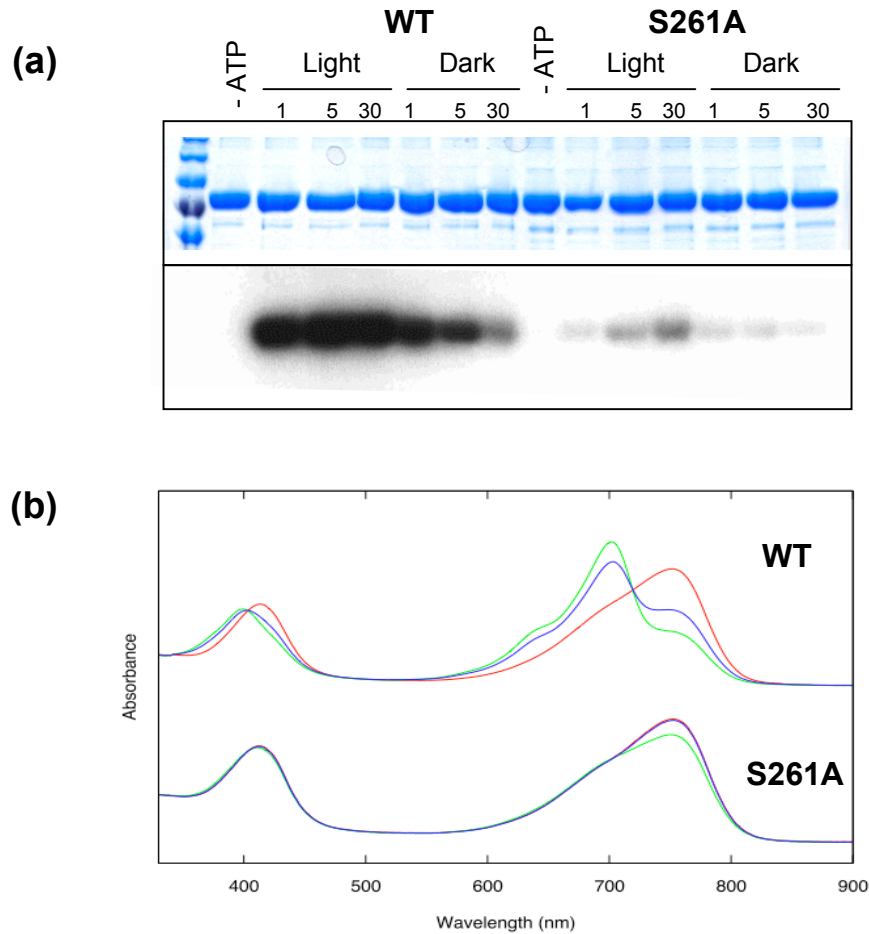 (a)
WT S261A
- ATP Light Dark - ATP Light Dark
1 5 30 1 5 30 1 5 30 1 5 30
(b)
WT
S261A
Absorbance
400 500 600 700 800 900
Wavelength (nm)